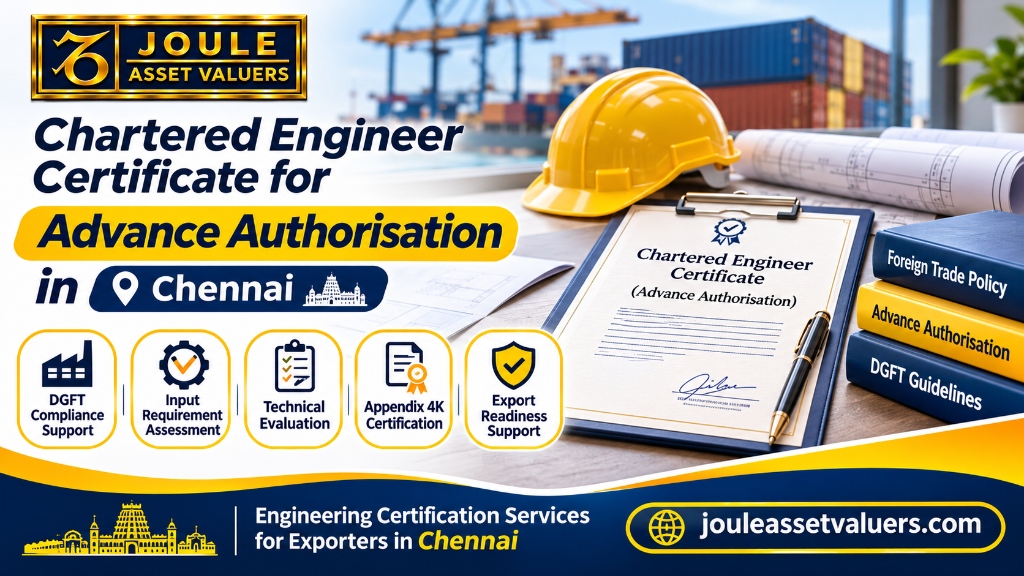 JOULE
ASSET VALUERS
Chartered Engineer
Certificate for
Advance Authorisation
in Chennai
DGFT
Compliance
Support
Input
Requirement
Assessment
Technical
Evaluation
Appendix 4K
Certification
Export
Readiness
Support
Chartered Engineer
Certificate
(Advance Authorisation)
Foreign Trade Policy
Advance Authorisation
DGFT Guidelines
Engineering Certification Services
for Exporters in Chennai
jouleassetvaluers.com